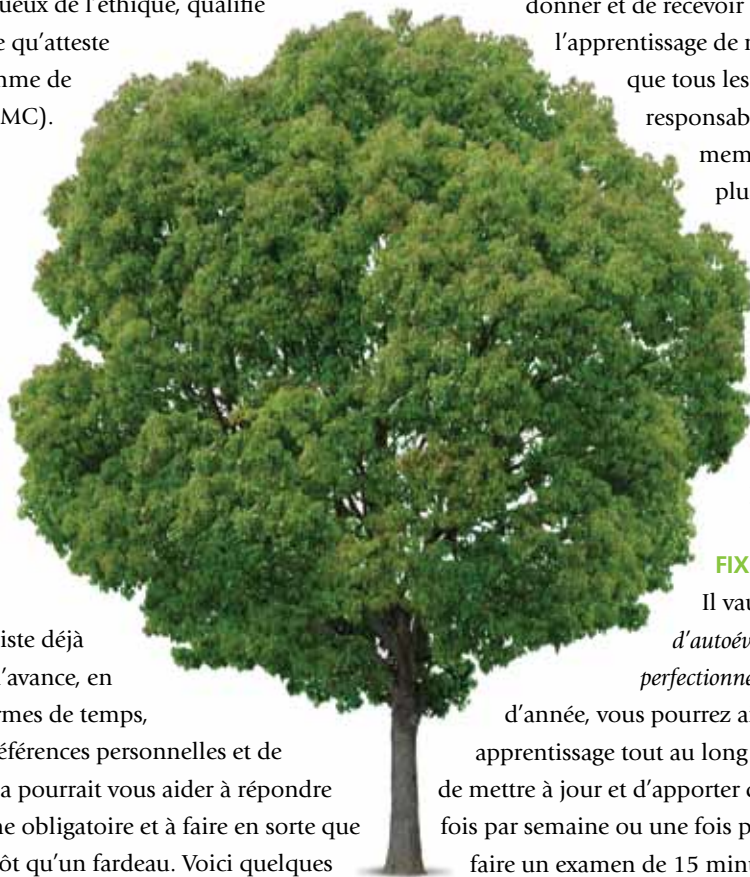 ueux de l'éthique, qualifie
e qu'atteste
mme de
MC).
iste déjà
'avance, en
rmes de temps,
éférences personnelles et de
a pourrait vous aider à répondre
ne obligatoire et à faire en sorte que
ôt qu'un fardeau. Voici quelques
donner et de recevoir
l'apprentissage de
que tous les
responsab
mem
plu
FIX
Il vau
d'autoév
perfectionne
d'année, vous pourrez
apprentissage tout au long
de mettre à jour et d'apporter
fois par semaine ou une fois p
faire un examen de 15 minu